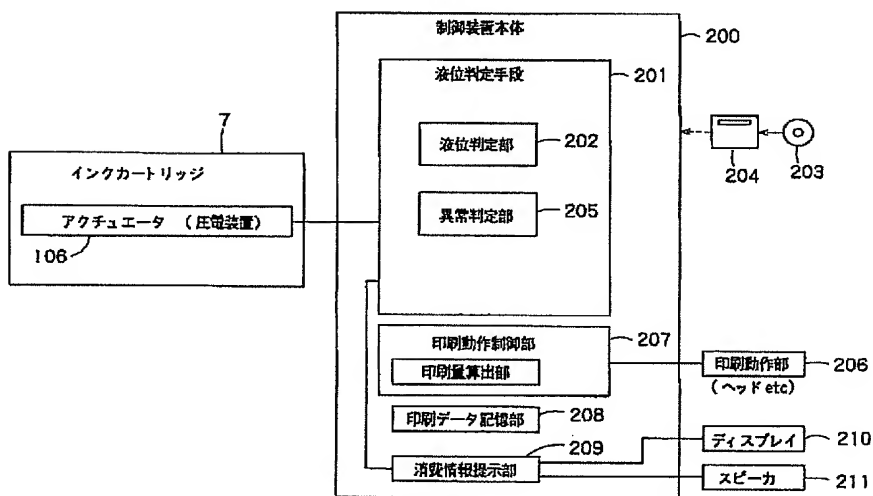 制御装置本体
200
液位判定手段
201
7
液位判定部
202
204
203
インクカートリッジ
異常判定部
205
アクチュエータ (圧電装置)
106
印刷動作制御部
207
印刷量算出部
印刷動作部
206
(ヘッド etc)
印刷データ記憶部
208
209
ディスプレイ
210
消費情報提示部
スピーカ
211